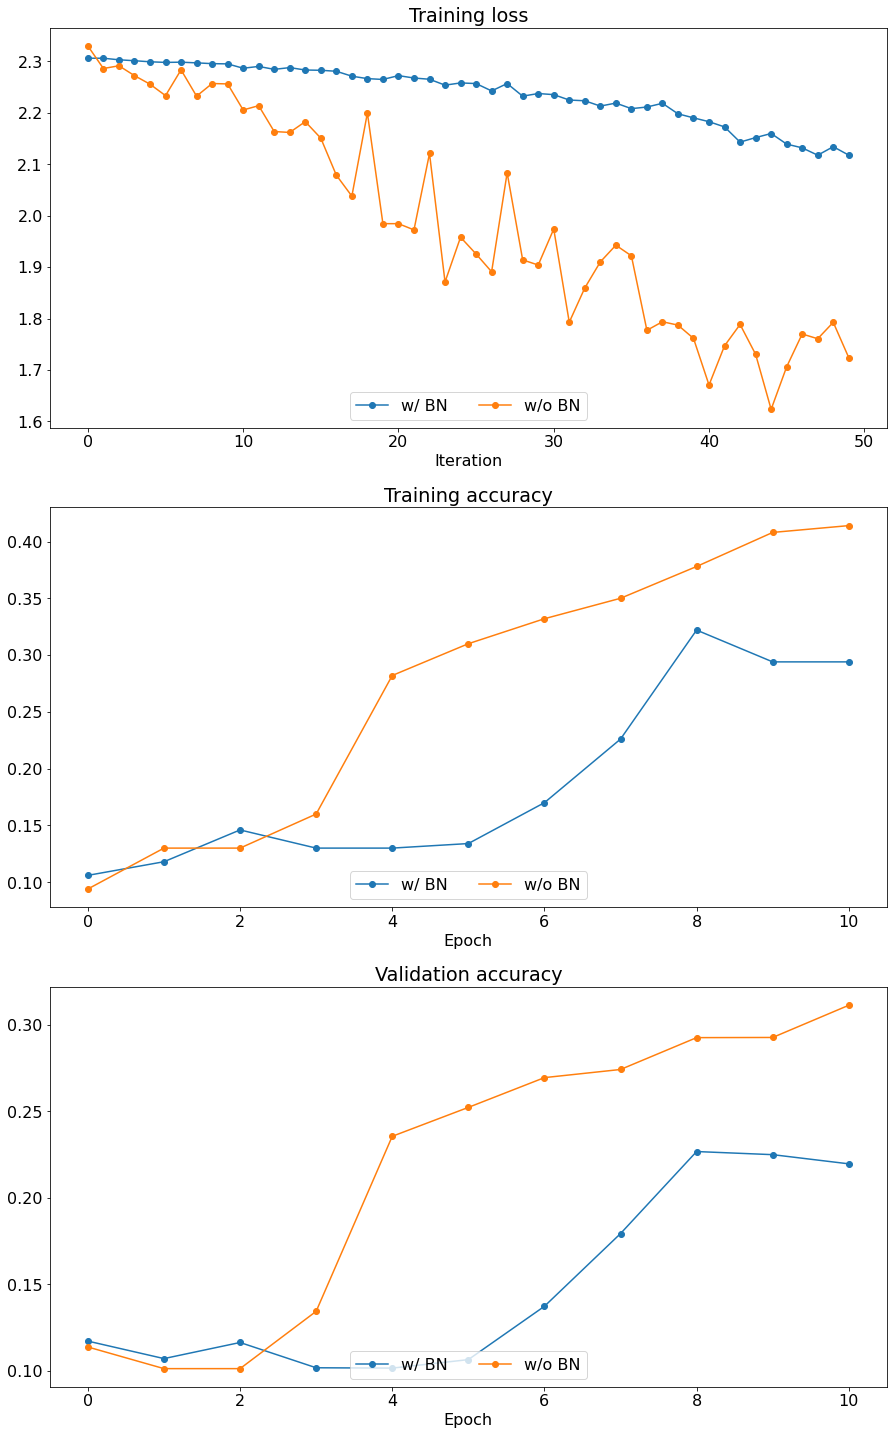 Training loss
2.3
2.2
2.1
2.0
1.9
1.8
1.7
1.6
w/ BN w/o BN
0 10 20 30 40 50
Iteration
Training accuracy
0.40
0.35
0.30
0.25
0.20
0.15
0.10
w/ BN w/o BN
0 2 4 6 8 10
Epoch
Validation accuracy
0.30
0.25
0.20
0.15
0.10
w/ BN w/o BN
0 2 4 6 8 10
Epoch